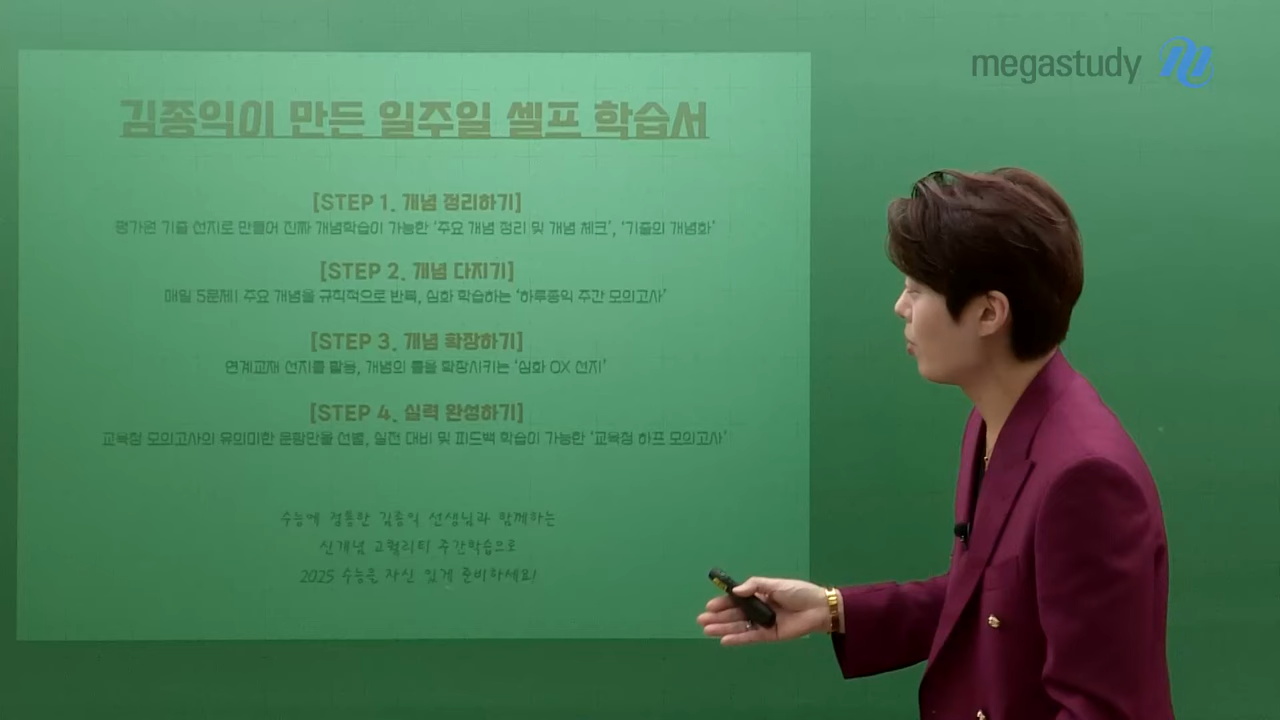 megastudy
김종익이 만든 일주일 셀프 학습서
[STEP 1. 개념 정리하기]
평가원 기출 선지로 만들어 진짜 개념학습이 가능한 '주요 개념 정리 및 개념 체크', '기출의 개념화'
[STEP 2. 개념 다지기]
매일 5문제! 주요 개념을 규칙적으로 반복, 심화 학습하는 '하루종익 주간 모의고사'
[STEP 3. 개념 확장하기]
연계교재 선지를 활용, 개념의 틀을 확장시키는 '심화 OX 선지'
[STEP 4. 실력 완성하기]
교육청 모의고사의 유의미한 문항만을 선별, 실전 대비 및 피드백 학습이 가능한 '교육청 하프 모의고사'
수능에 정통한 김종익 선생님과 함께하는
신개념 고퀄리티 주간학습으로
2025 수능을 자신 있게 준비하세요!